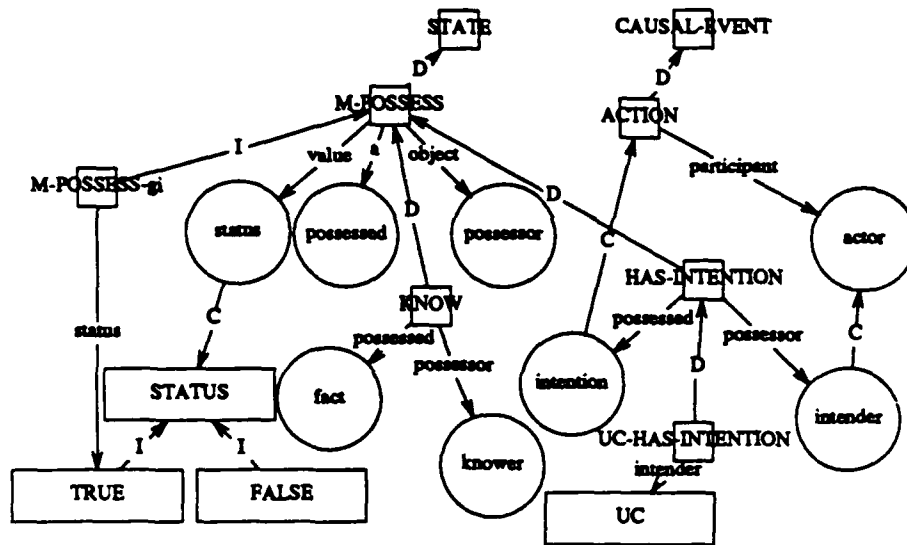 STATE
CAUSAL-EVENT
D
D
M-POSSESS
ACTION
I
value
a
object
participant
M-POSSESS-gi
D
D
status
possessed
possessor
C
actor
HAS-INTENTION
KNOW
possessed
C
status
possessed
possessor
C
possessor
D
STATUS
fact
intention
intender
UC-HAS-INTENTION
I
I
knower
intender
TRUE
FALSE
UC